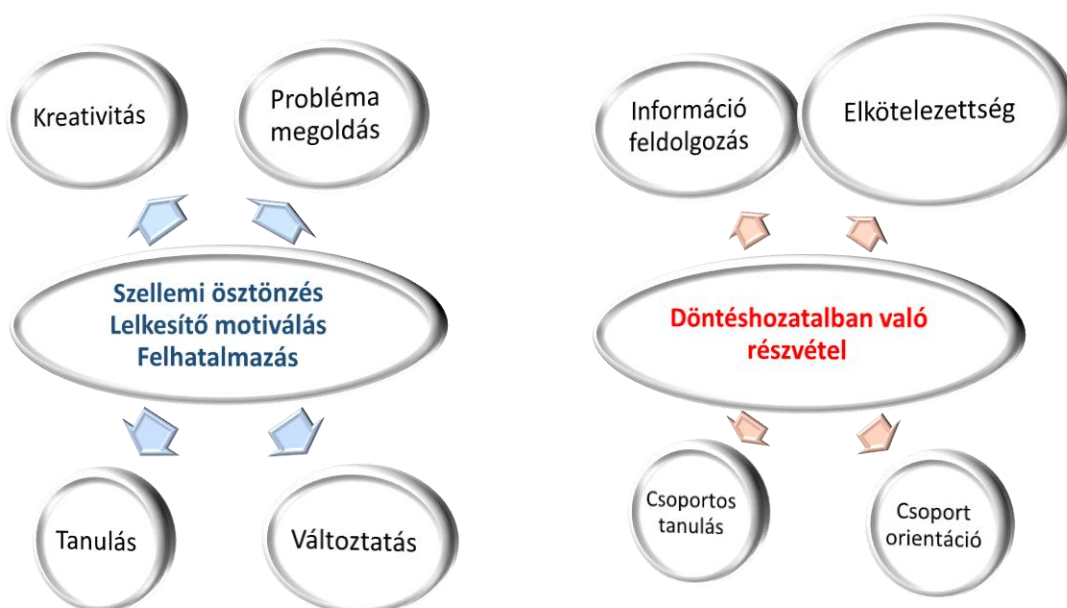 Kreativitás
Probléma
megoldás
Szellemi ösztönzés
Lelkesítő motiválás
Felhatalmazás
Tanulás
Változtatás
Információ
feldolgozás
Elkötelezettség
Döntéshozatalban való
részvétel
Csoportos
tanulás
Csoport
orientáció